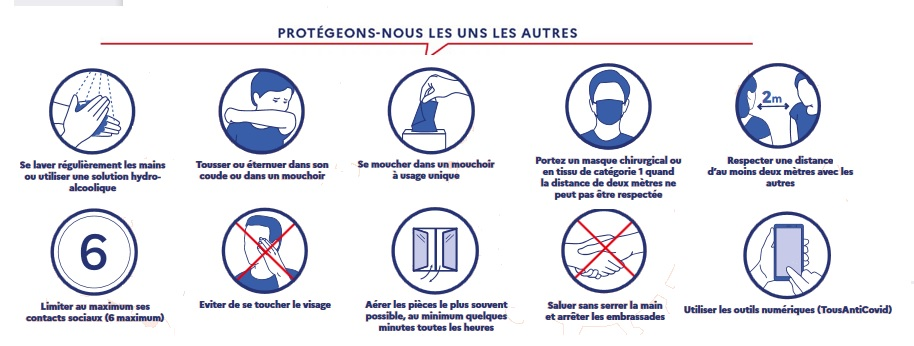 PROTÉGEONS-NOUS LES UNS LES AUTRES
Se laver régulièrement les mains
ou utiliser une solution hydro-
alcoolique
Tousser ou éternuer dans son
coude ou dans un mouchoir
Se moucher dans un mouchoir
à usage unique
Portez un masque chirurgical ou
en tissu de catégorie 1 quand
la distance de deux mètres ne
peut pas être respectée
2m
Respecter une distance
d'au moins deux mètres avec les
autres
6
Limiter au maximum ses
contacts sociaux (6 maximum)
Eviter de se toucher le visage
Aérer les pièces le plus souvent
possible, au minimum quelques
minutes toutes les heures
Saluer sans serrer la main
et arrêter les embrassades
Utiliser les outils numériques (TousAntiCovid)